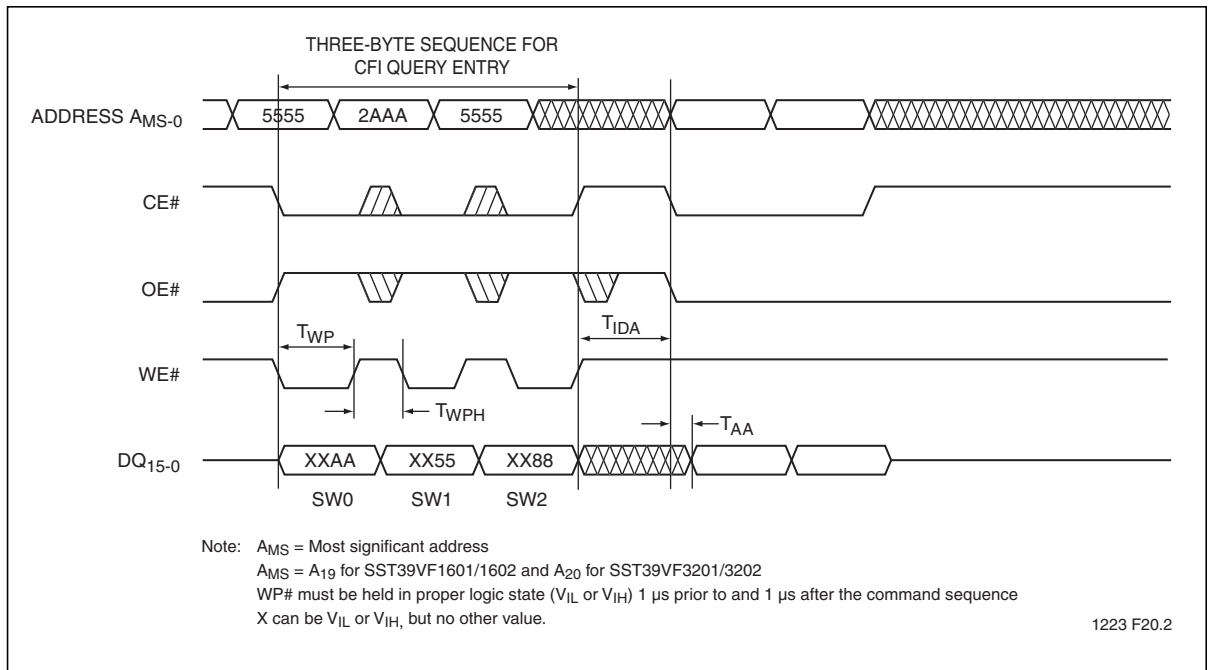 THREE-BYTE SEQUENCE FOR
CFI QUERY ENTRY
ADDRESS AMS-0
5555 2AAA 5555
CE#
OE#
TWP TIDA
WE#
TWPH TAA
DQ15-0
XXAA XX55 XX88
SW0 SW1 SW2
Note: AMS = Most significant address
AMS = A19 for SST39VF1601/1602 and A20 for SST39VF3201/3202
WP# must be held in proper logic state (VIL or VIH) 1 µs prior to and 1 µs after the command sequence
X can be VIL or VIH, but no other value.
1223 F20.2